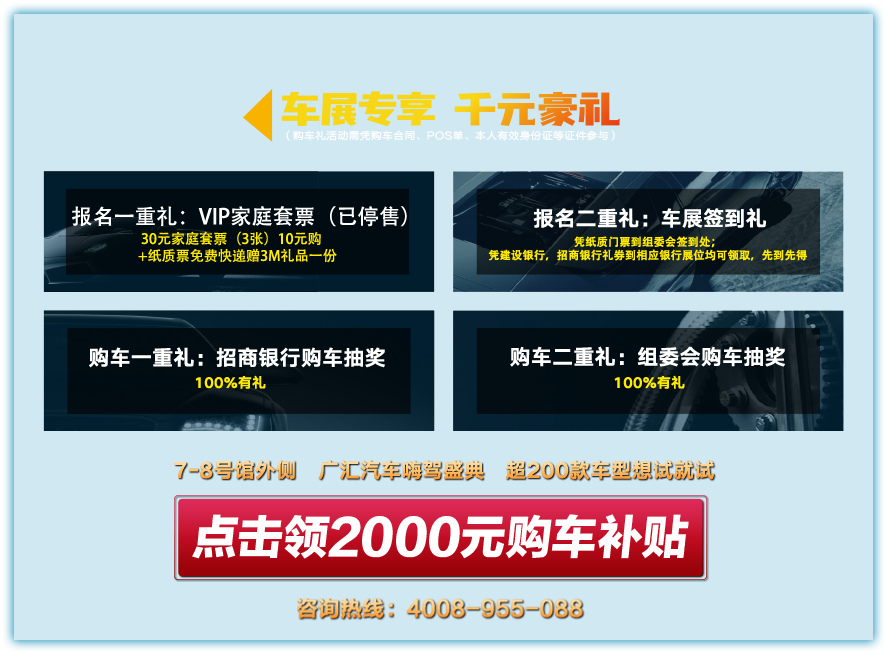 车展专享 千元豪礼
（购车礼活动需凭购车合同、POS单、本人有效身份证等证件参与）
报名一重礼：VIP家庭套票（已停售）
30元家庭套票（3张）10元购
+纸质票免费快递赠3M礼品一份
报名二重礼：车展签到礼
凭纸质门票到组委会签到处；
凭建设银行，招商银行礼券到相应银行展位均可领取，先到先得
购车一重礼：招商银行购车抽奖
100%有礼
购车二重礼：组委会购车抽奖
100%有礼
7-8号馆外侧 广汇汽车嗨驾盛典 超200款车型想试就试
点击领2000元购车补贴
咨询热线：4008-955-088